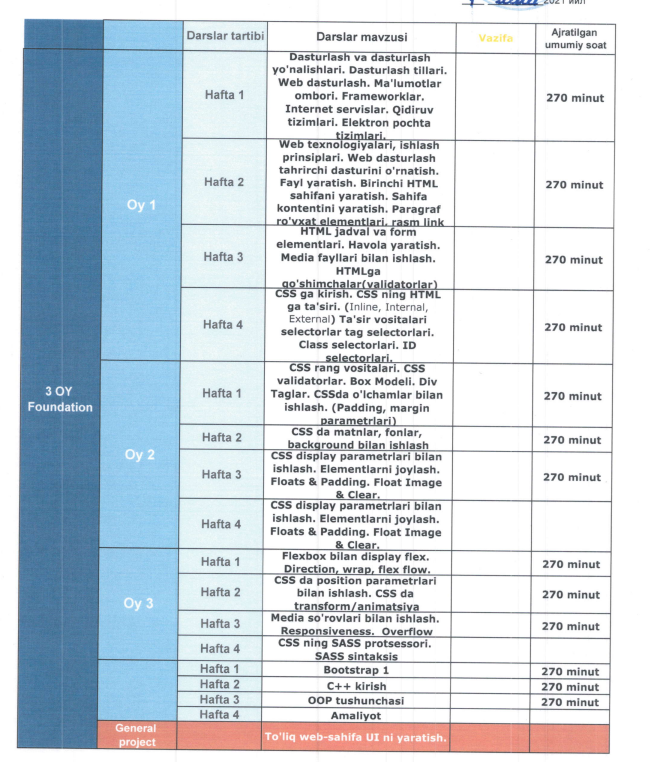 2021 йил
Darslar tartibi
Darslar mavzusi
Vazifa
Ajratilgan
umumiy soat
3 OY
Foundation
Oy 1
Hafta 1
Dasturlash va dasturlash
yo'nalishlari. Dasturlash tillari.
Web dasturlash. Ma'lumotlar
ombori. Frameworklar.
Internet servislar. Qidiruv
tizimlari. Elektron pochta
tizimlari.
270 minut
Hafta 2
Web texnologiyalari, ishlash
prinsiplari. Web dasturlash
tahrirchi dasturini o'rnatish.
Fayl yaratish. Birinchi HTML
sahifani yaratish. Sahifa
kontentini yaratish. Paragraf
ro'yxat elementlari, rasm link
270 minut
Hafta 3
HTML jadval va form
elementlari. Havola yaratish.
Media fayllari bilan ishlash.
HTMLga
qo'shimchalar(validatorlar)
270 minut
Hafta 4
CSS ga kirish. CSS ning HTML
ga ta'siri. (Inline, Internal,
External) Ta'sir vositalari
selectorlar tag selectorlari.
Class selectorlari. ID
selectorlari.
270 minut
Oy 2
Hafta 1
CSS rang vositalari. CSS
validatorlar. Box Modeli. Div
Taglar. CSSda o'lchamlar bilan
ishlash. (Padding, margin
parametrlari)
270 minut
Hafta 2
CSS da matnlar, fonlar,
background bilan ishlash
270 minut
Hafta 3
CSS display parametrlari bilan
ishlash. Elementlarni joylash.
Floats & Padding. Float Image
& Clear.
270 minut
Hafta 4
CSS display parametrlari bilan
ishlash. Elementlarni joylash.
Floats & Padding. Float Image
& Clear.
Oy 3
Hafta 1
Flexbox bilan display flex.
Direction, wrap, flex flow.
270 minut
Hafta 2
CSS da position parametrlari
bilan ishlash. CSS da
transform/animatsiya
270 minut
Hafta 3
Media so'rovlari bilan ishlash.
Responsiveness. Overflow
270 minut
Hafta 4
CSS ning SASS protsessori.
SASS sintaksis
Hafta 1
Bootstrap 1
270 minut
Hafta 2
C++ kirish
270 minut
Hafta 3
OOP tushunchasi
270 minut
Hafta 4
Amaliyot
General
project
To'liq web-sahifa UI ni yaratish.